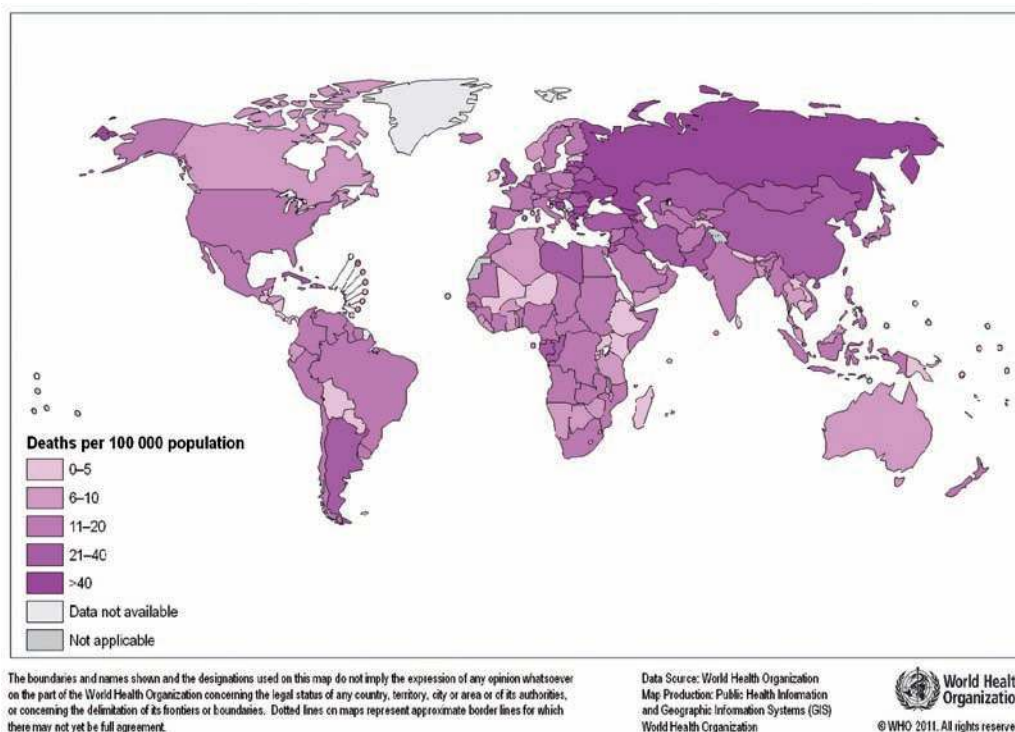 Deaths per 100 000 population
0–5
6–10
11–20
21–40
>40
Data not available
Not applicable
The boundaries and names shown and the designations used on this map do not imply the expression of any opinion whatsoever
on the part of the World Health Organization concerning the legal status of any country, territory, city or area or of its authorities,
or concerning the delimitation of its frontiers or boundaries. Dotted lines on maps represent approximate border lines for which
there may not yet be full agreement.
Data Source: World Health Organization
Map Production: Public Health Information
and Geographic Information Systems (GIS)
World Health Organization
World Health
Organization
© WHO 2011. All rights reserve